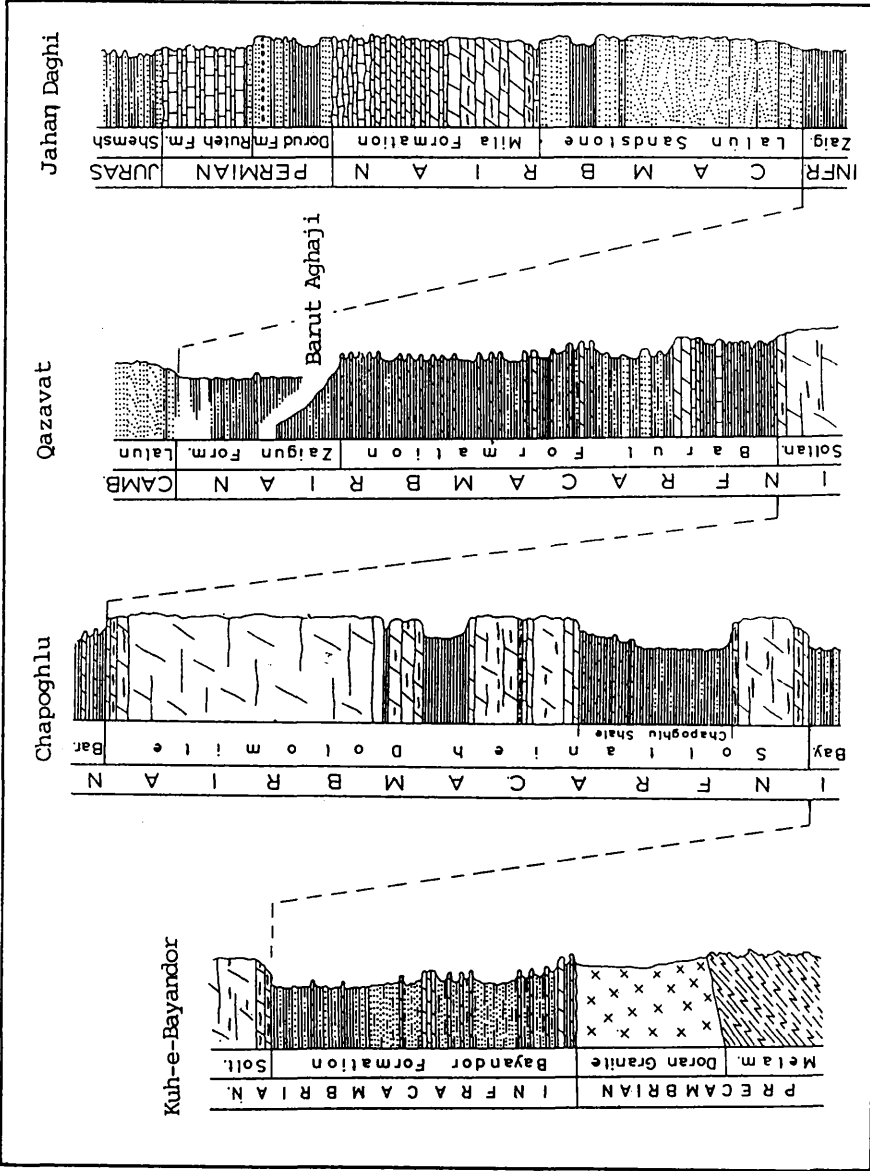 Jahan Daghi
Shemsh
Ruteh Fm.
Dorud Fm.
Mila Formation
Lalun Sandstone
Zaig.
JURAS
PERMIAN
CAMBRIAN
INFR.
Qazavat
Barut Aghaji
Lalun
Zaigun Form.
Barut Formation
Soltan.
CAMB.
INFRACAMBRIAN
Chapoghlu
Bar.
Soltanieh Dolomite
Chapoghlu Shale
Bay.
INFRACAMBRIAN
Kuh-e-Bayandor
Solt.
Bayandor Formation
Doran Granite
Metam.
INFRACAMBRIAN.
PRECAMBRIAN